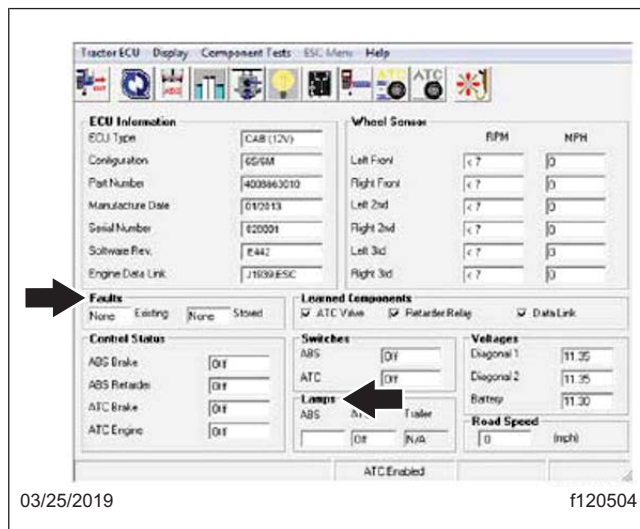 Tractor ECU Display Component Tests ESC Menu Help
ATC ATC
ECU Information
ECU Type CAB (12V)
Configuration 6S/6M
Part Number 4008663010
Manufacture Date 01/2013
Serial Number 020001
Software Rev. E442
Engine Data Link J1939 ESC
Wheel Sensor
RPM MPH
Left Front < 7 0
Right Front < 7 0
Left 2nd < 7 0
Right 2nd < 7 0
Left 3rd < 7 0
Right 3rd < 7 0
Faults
None Existing None Stored
Learned Components
ATC Valve Retarder Relay Data Link
Control Status
ABS Brake Off
ABS Retarder Off
ATC Brake Off
ATC Engine Off
Switches
ABS Off
ATC Off
Lamps
ABS Trailer
Off N/A
Voltages
Diagonal 1 11.35
Diagonal 2 11.35
Battery 11.30
Road Speed
0 (mph)
ATC Enabled
03/25/2019 f120504